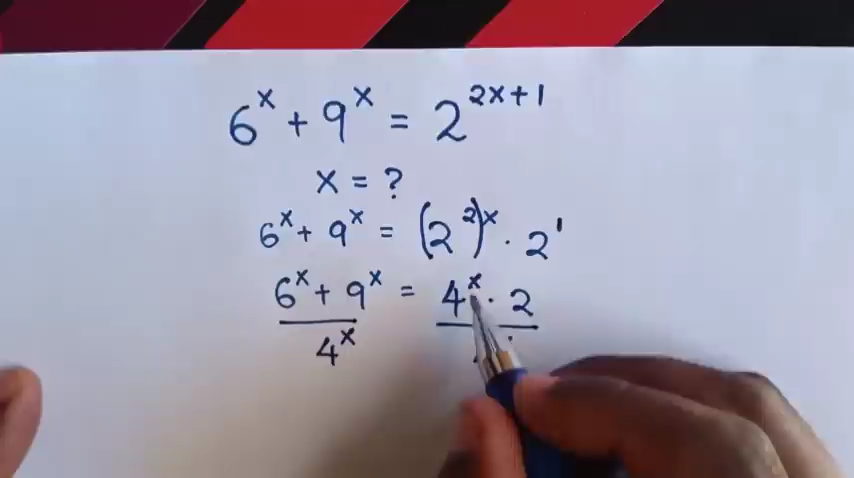 6^x + 9^x = 2^{2x+1}
x = ?
6^x + 9^x = (2^2)^x · 2^1
6^x + 9^x = 4^x · 2
4^x